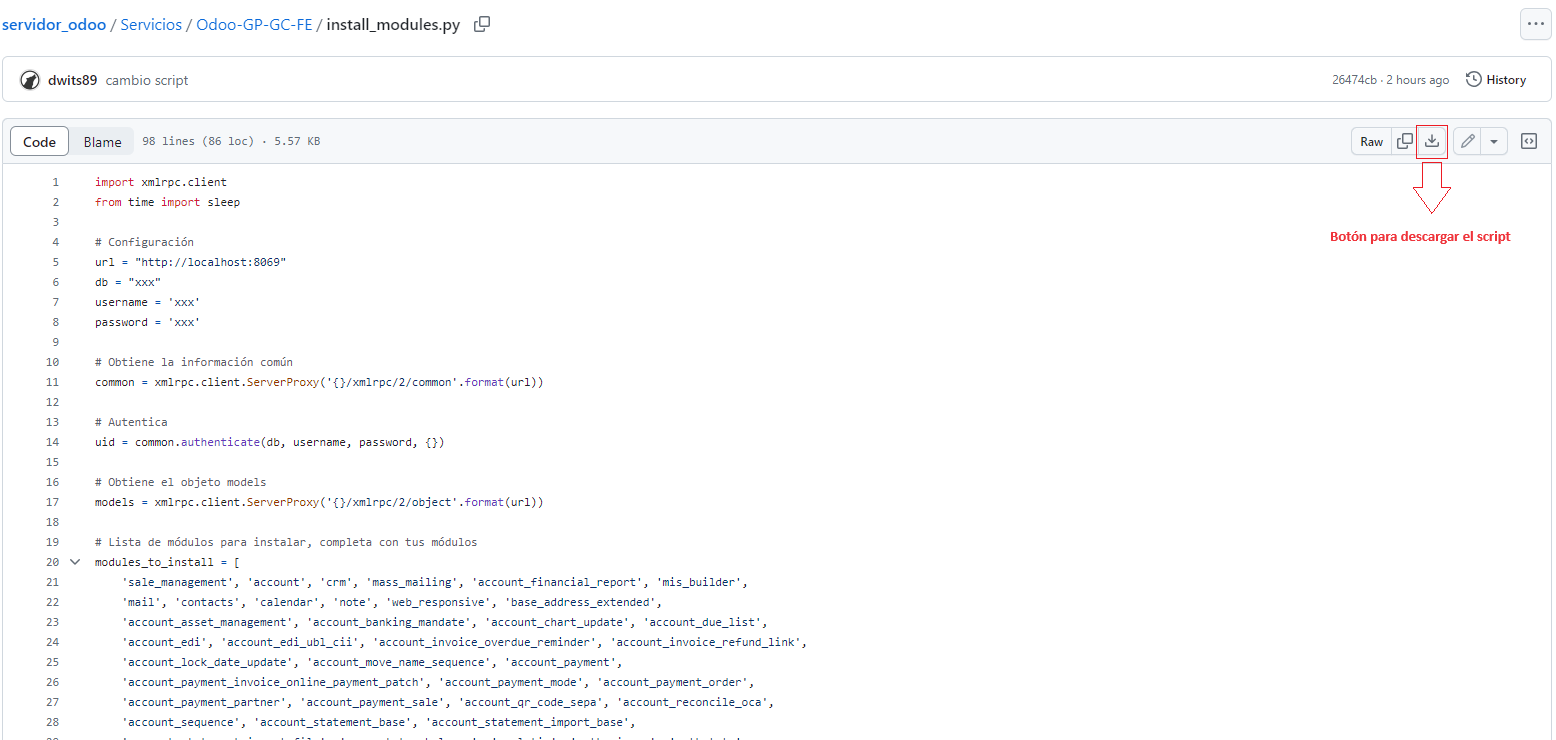 servidor_odoo / Servicios / Odoo-GP-GC-FE / install_modules.py
dwits89 cambio script
26474cb · 2 hours ago History
Code Blame 98 lines (86 loc) · 5.57 KB
Raw
Botón para descargar el script
1 import xmlrpc.client
2 from time import sleep
3
4 # Configuración
5 url = "http://localhost:8069"
6 db = "xxx"
7 username = 'xxx'
8 password = 'xxx'
9
10 # Obtiene la información común
11 common = xmlrpc.client.ServerProxy('{}/xmlrpc/2/common'.format(url))
12
13 # Autentica
14 uid = common.authenticate(db, username, password, {})
15
16 # Obtiene el objeto models
17 models = xmlrpc.client.ServerProxy('{}/xmlrpc/2/object'.format(url))
18
19 # Lista de módulos para instalar, completa con tus módulos
20 modules_to_install = [
21 'sale_management', 'account', 'crm', 'mass_mailing', 'account_financial_report', 'mis_builder',
22 'mail', 'contacts', 'calendar', 'note', 'web_responsive', 'base_address_extended',
23 'account_asset_management', 'account_banking_mandate', 'account_chart_update', 'account_due_list',
24 'account_edi', 'account_edi_ubl_cii', 'account_invoice_overdue_reminder', 'account_invoice_refund_link',
25 'account_lock_date_update', 'account_move_name_sequence', 'account_payment',
26 'account_payment_invoice_online_payment_patch', 'account_payment_mode', 'account_payment_order',
27 'account_payment_partner', 'account_payment_sale', 'account_qr_code_sepa', 'account_reconcile_oca',
28 'account_sequence', 'account_statement_base', 'account_statement_import_base',